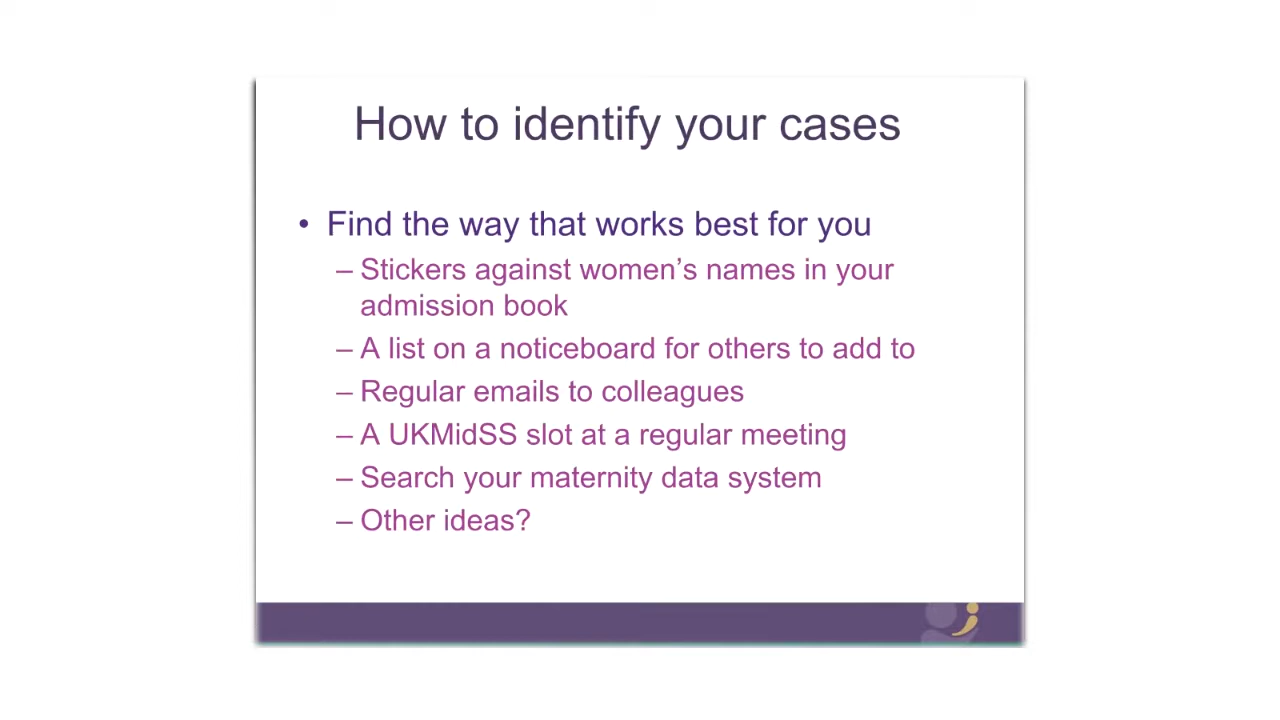 How to identify your cases
• Find the way that works best for you
– Stickers against women's names in your
admission book
– A list on a noticeboard for others to add to
– Regular emails to colleagues
– A UKMidSS slot at a regular meeting
– Search your maternity data system
– Other ideas?